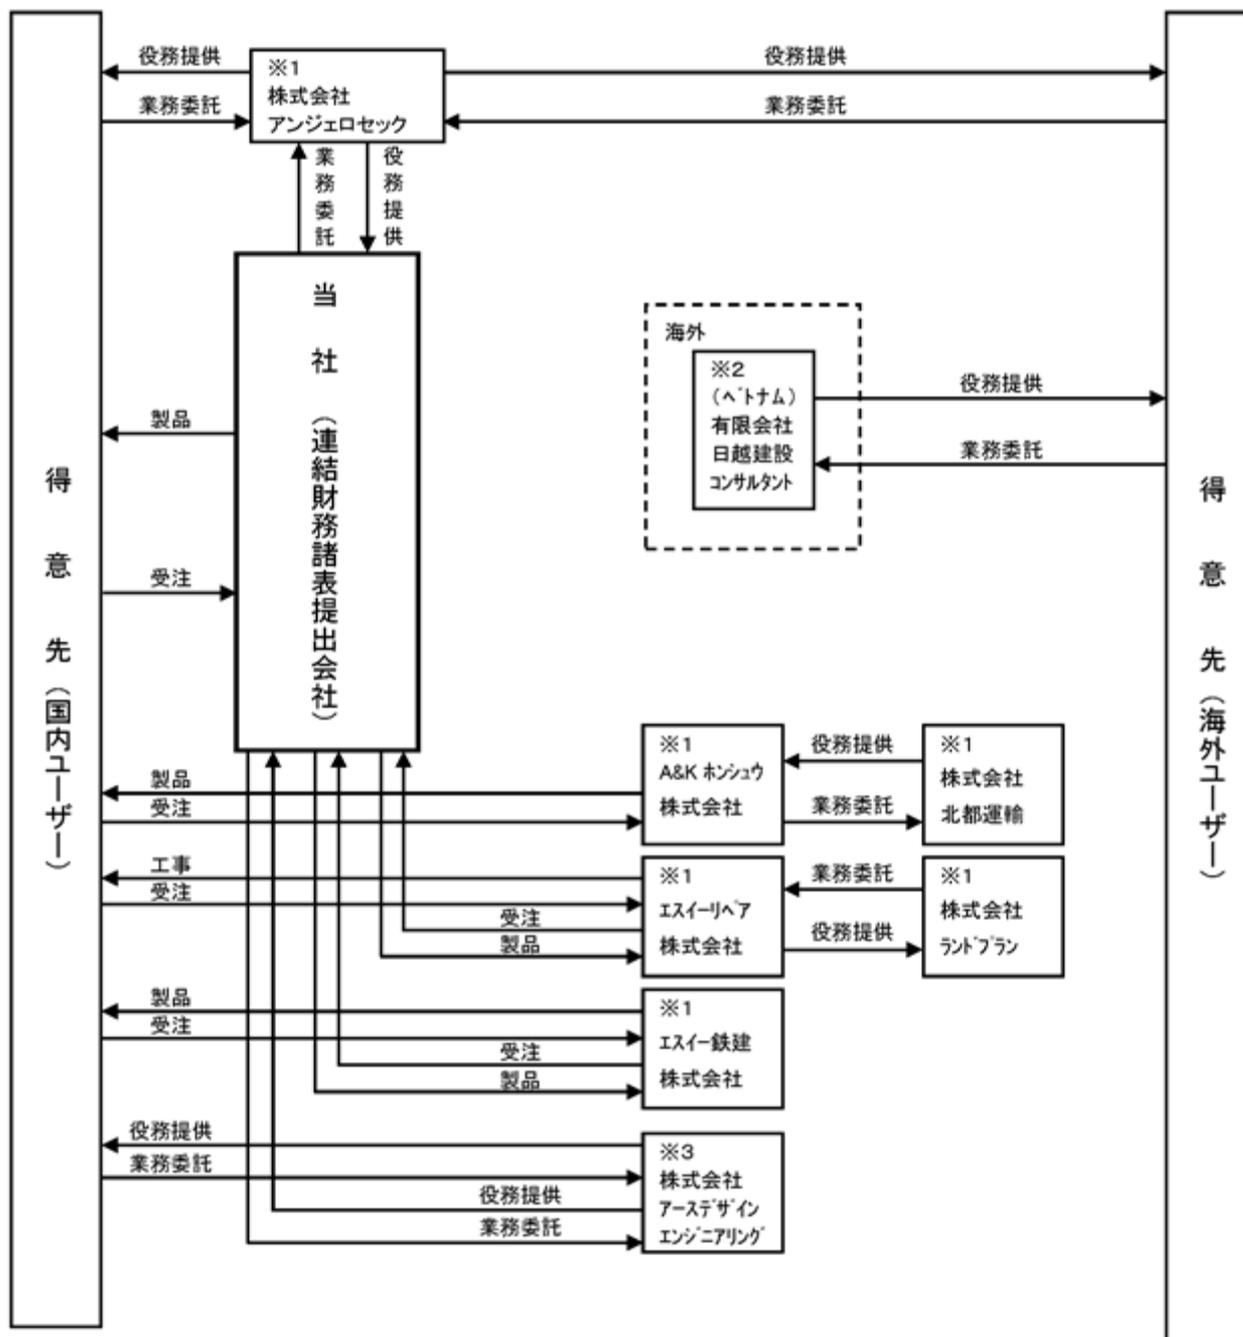 役務提供
業務委託
※1
株式会社
アンジェロセック
役務提供
業務委託
業務委託
役務提供
当社（連結財務諸表提出会社）
海外
※2
（ベトナム）
有限会社
日越建設
コンサルタント
役務提供
業務委託
製品
受注
得意先（国内ユーザー）
得意先（海外ユーザー）
製品
受注
※1
A&K ホンシュウ
株式会社
役務提供
業務委託
※1
株式会社
北都運輸
工事
受注
受注
製品
※1
エスイーリペア
株式会社
業務委託
役務提供
※1
株式会社
ランドプラン
製品
受注
受注
製品
※1
エスイー鉄建
株式会社
役務提供
業務委託
役務提供
業務委託
※3
株式会社
アースデザイン
エンジニアリング